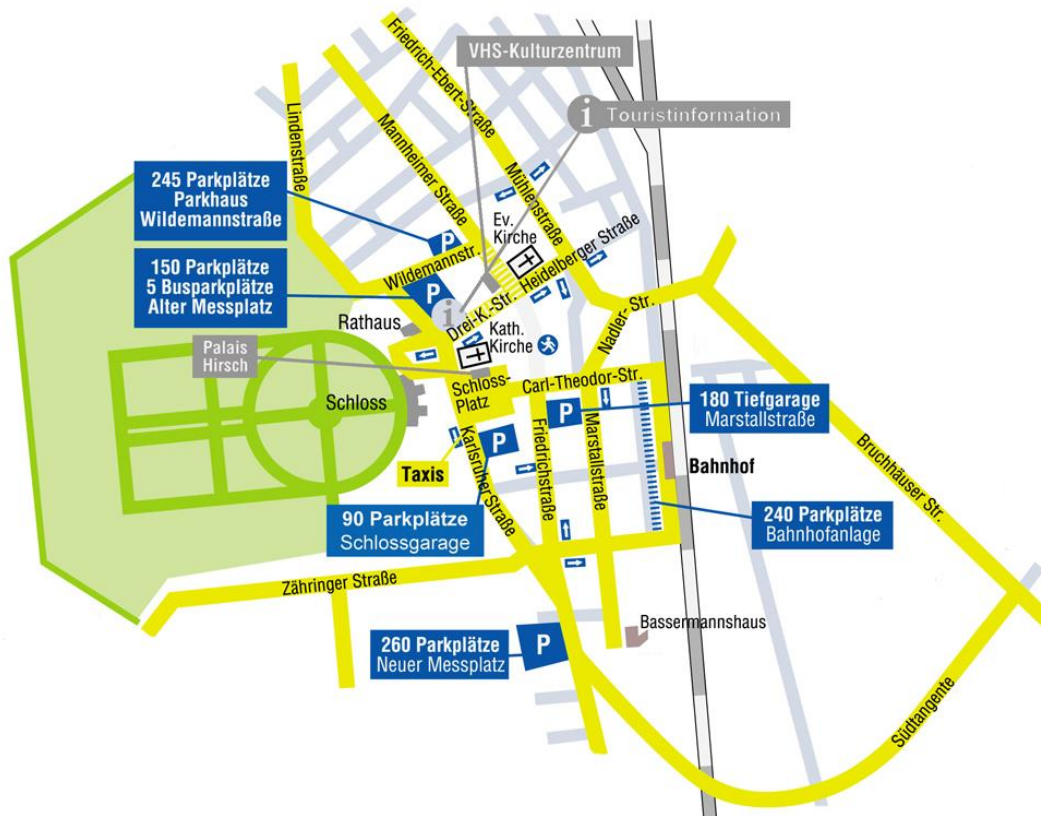 VHS-Kulturzentrum
Friedrich-Ebert-Straße
i Touristinformation
Lindenstraße
Mannheimer Straße
Mühlenstraße
245 Parkplätze
Parkhaus
Wildemannstraße
P
Ev.
Kirche
Heidelberger Straße
Wildemannstr.
150 Parkplätze
5 Busparkplätze
Alter Messplatz
P
i
Drei-K.-Str.
Nadler-Str.
Rathaus
Kath.
Kirche
Palais
Hirsch
Schloss-
Platz
Carl-Theodor-Str.
Schloss
180 Tiefgarage
Marstallstraße
P
P
Karlsruher Straße
Friedrichstraße
Marstallstraße
Taxis
Bahnhof
Bruchhäuser Str.
90 Parkplätze
Schlossgarage
240 Parkplätze
Bahnhofanlage
Zähringer Straße
Bassermannshaus
260 Parkplätze
Neuer Messplatz
P
Südtangente